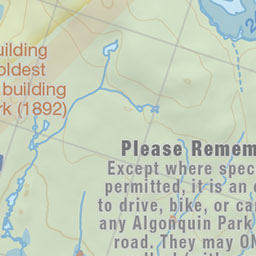 uilding
oldest
building
rk (1892)
Please Remem
Except where spec
permitted, it is an
to drive, bike, or ca
any Algonquin Park
road. They may ON